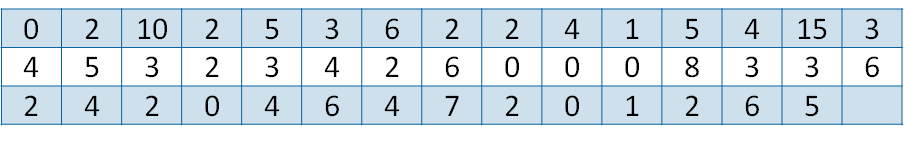 0 2 10 2 5 3 6 2 2 4 1 5 4 15 3
4 5 3 2 3 4 2 6 0 0 0 8 3 3 6
2 4 2 0 4 6 4 7 2 0 1 2 6 5